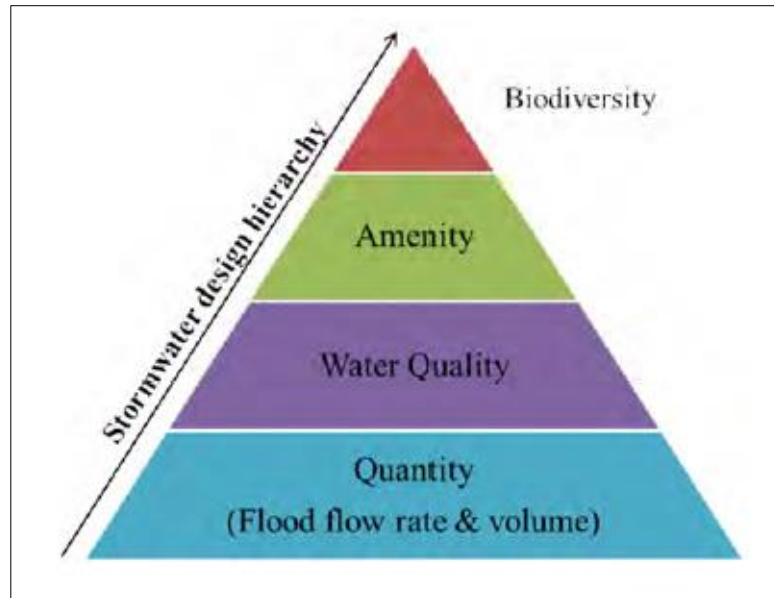 Biodiversity
Stormwater design hierarchy
Amenity
Water Quality
Quantity
(Flood flow rate & volume)